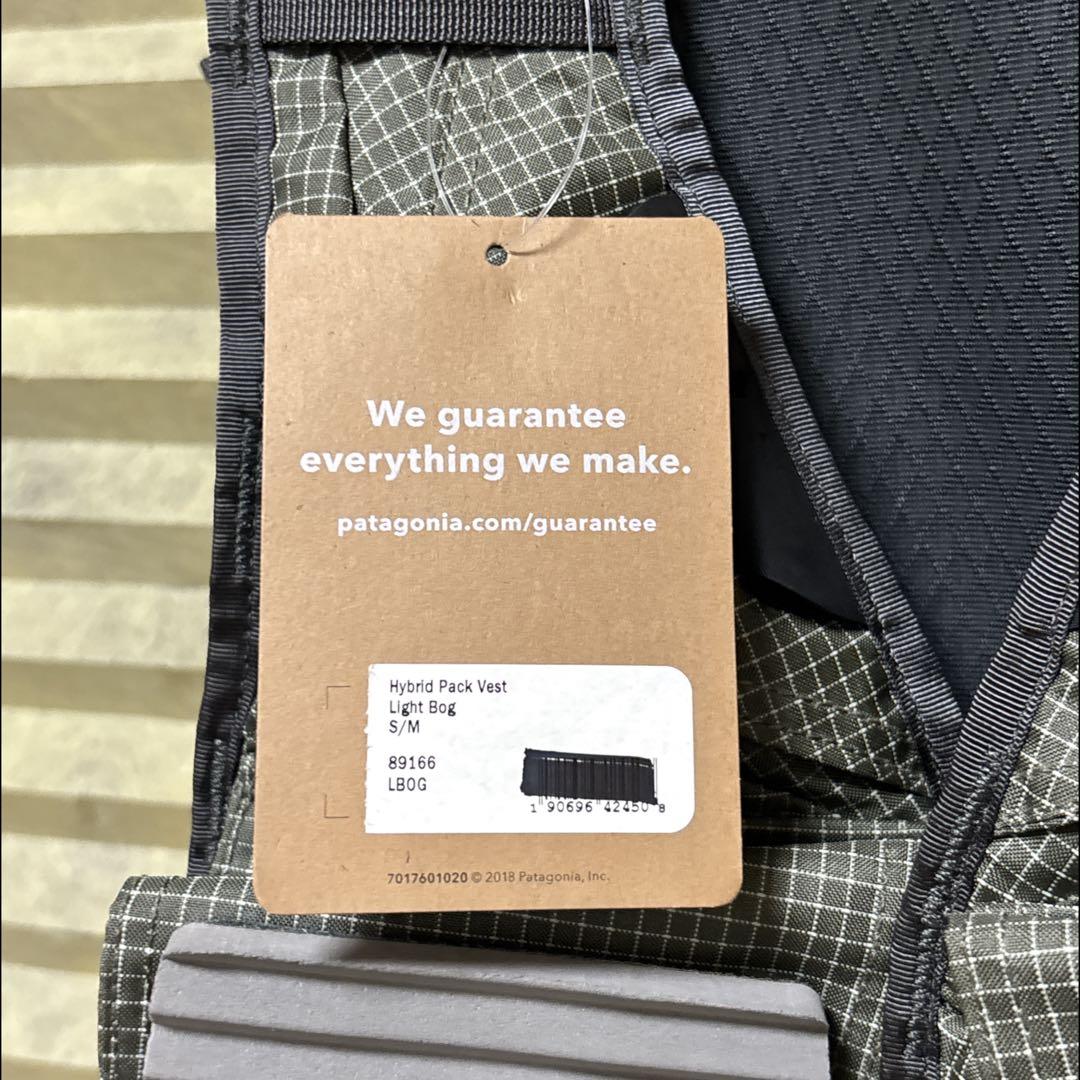 We guarantee
everything we make.
patagonia.com/guarantee
Hybrid Pack Vest
Light Bog
S/M
89166
LBOG
1 90696 42450 8
7017601020 © 2018 Patagonia, Inc.